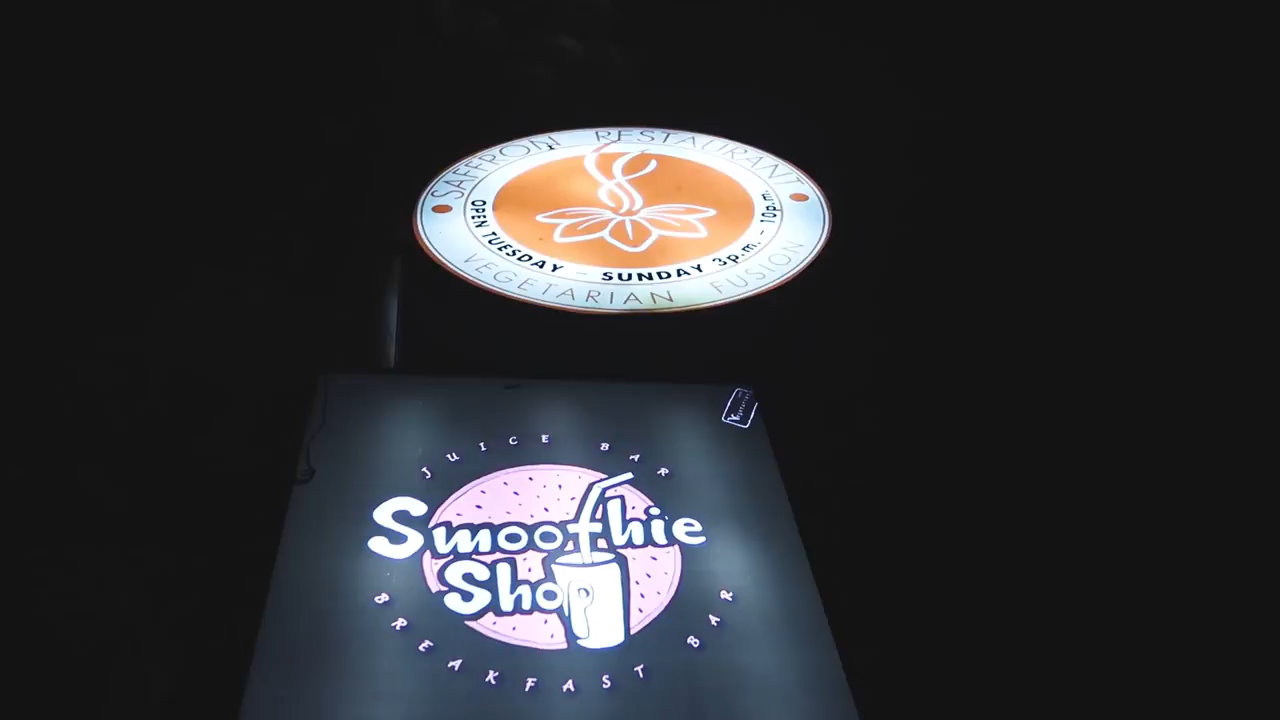 SAFFRON RESTAURANT
OPEN TUESDAY - SUNDAY 3p.m. - 10p.m.
VEGETARIAN FUSION
JUICE BAR
Smoothie
Shop
BREAKFAST BAR